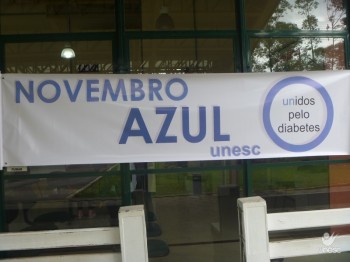 NOVEMBRO
AZUL
unesc
unidos
pelo
diabetes